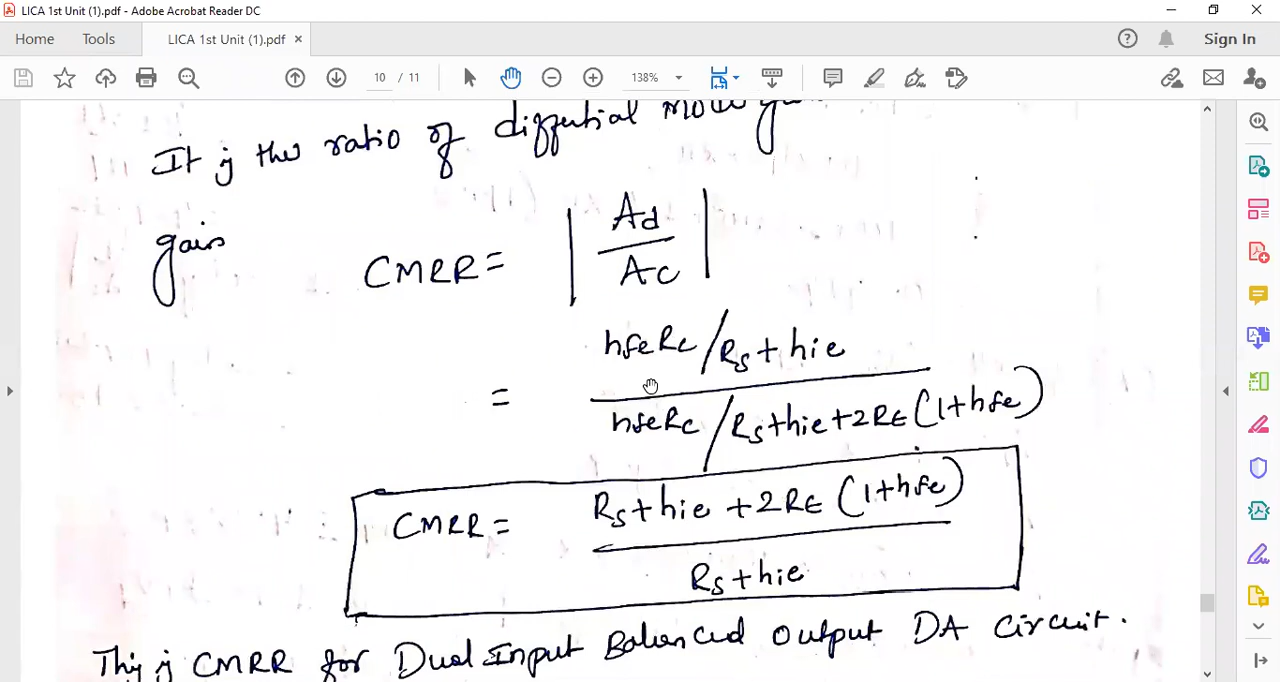 LICA 1st Unit (1).pdf - Adobe Acrobat Reader DC
Home Tools LICA 1st Unit (1).pdf × Sign In
10 / 11 138%
It is the ratio of diffential mode
gain
CMRR = | Ad / Ac |
= hfeRc/Rs+hie
hfeRc/Rs+hie+2RE(1+hfe)
CMRR = Rs+hie+2RE(1+hfe)
Rs+hie
This is CMRR for Dual Input Balanced Output DA Circuit.